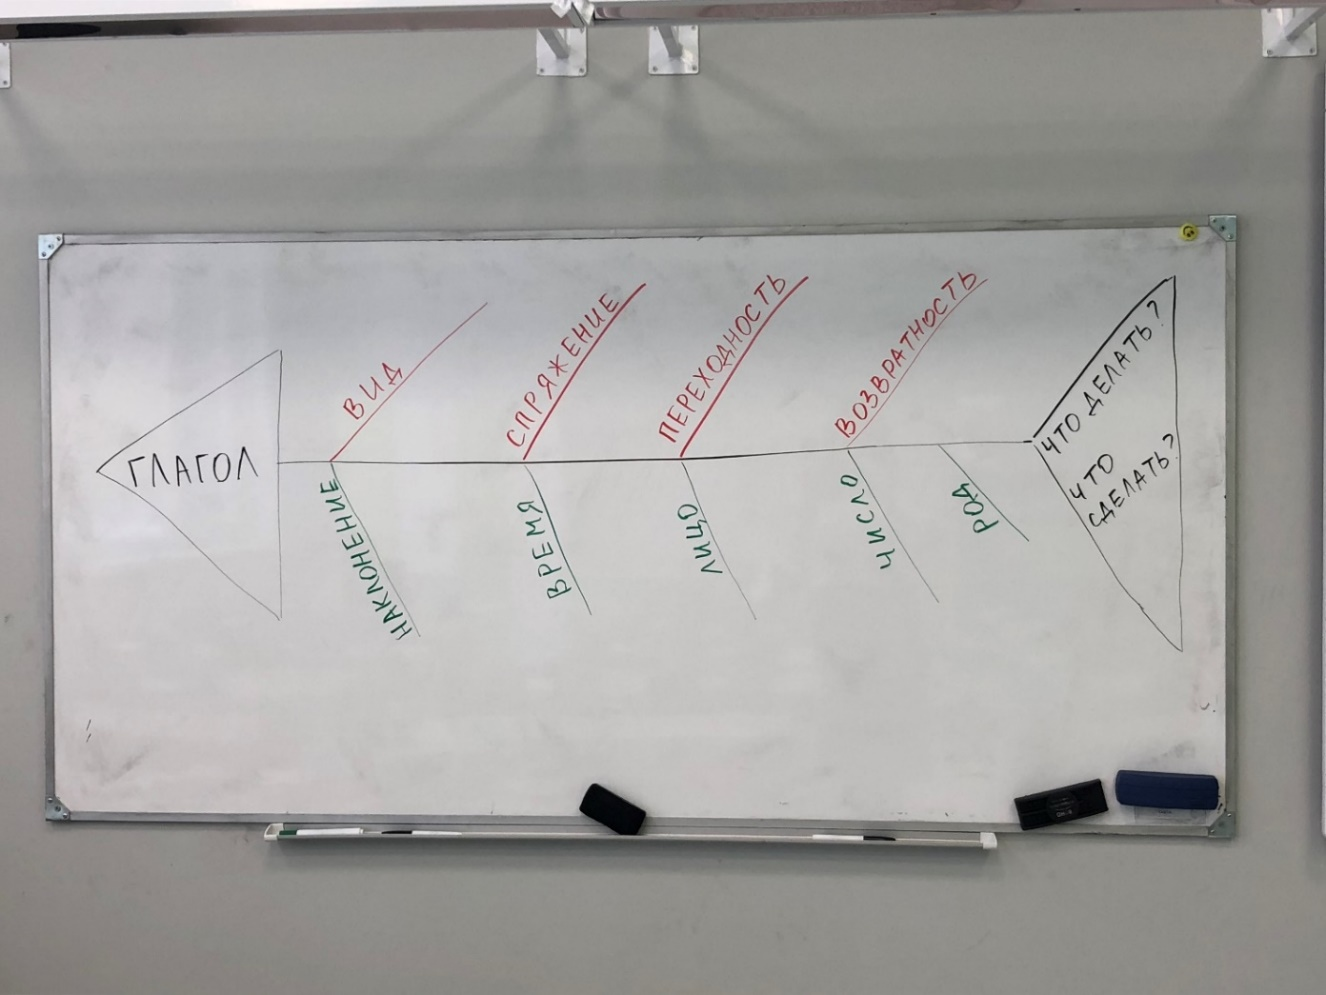 ГЛАГОЛ
ВИД
СПРЯЖЕНИЕ
ПЕРЕХОДНОСТЬ
ВОЗВРАТНОСТЬ
НАКЛОНЕНИЕ
ВРЕМЯ
ЛИЦО
ЧИСЛО
РОД
ЧТО ДЕЛАТЬ?
ЧТО
СДЕЛАТЬ?